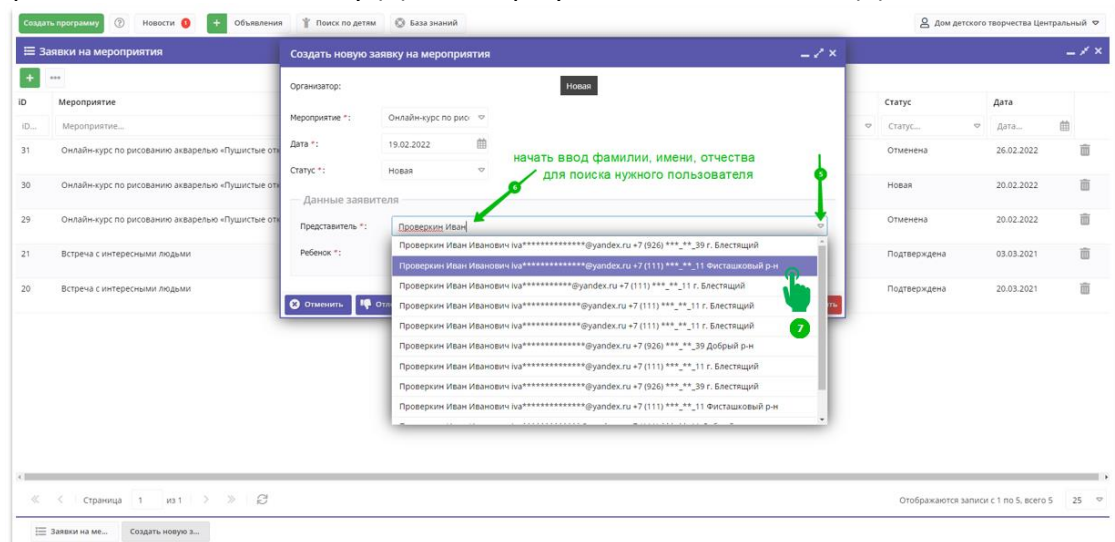 Создать программу ? Новости 1 + Объявления Поиск по детям База знаний Дом детского творчества Центральный
Заявки на мероприятия
Создать новую заявку на мероприятия
+ •••
Организатор: Новая
ID Мероприятие Статус Дата
ID... Мероприятие... Статус... Дата...
Мероприятие *: Онлайн-курс по рисо
Дата *: 19.02.2022
Статус *: Новая
начать ввод фамилии, имени, отчества
для поиска нужного пользователя
5
6
31 Онлайн-курс по рисованию акварелью «Пушистые от Отменена 26.02.2022
30 Онлайн-курс по рисованию акварелью «Пушистые от Новая 20.02.2022
29 Онлайн-курс по рисованию акварелью «Пушистые от Отменена 20.02.2022
21 Встреча с интересными людьми Подтверждена 03.03.2021
20 Встреча с интересными людьми Подтверждена 20.03.2021
Данные заявителя
Представитель *: Проверкин Иван
Ребенок *:
Проверкин Иван Иванович iva**************@yandex.ru +7 (926) ***_**_39 г. Блестящий
Проверкин Иван Иванович iva**************@yandex.ru +7 (111) ***_**_11 Фисташковый р-н
Проверкин Иван Иванович iva***********@yandex.ru +7 (111) ***_**_11 г. Блестящий
Проверкин Иван Иванович iva*************@yandex.ru +7 (111) ***_**_11 г. Блестящий
Проверкин Иван Иванович iva**************@yandex.ru +7 (111) ***_**_11 г. Блестящий
Проверкин Иван Иванович iva**************@yandex.ru +7 (926) ***_**_39 Добрый р-н
Проверкин Иван Иванович iva**************@yandex.ru +7 (111) ***_**_11 г. Блестящий
Проверкин Иван Иванович iva**************@yandex.ru +7 (926) ***_**_39 г. Блестящий
Проверкин Иван Иванович iva**************@yandex.ru +7 (111) ***_**_11 Фисташковый р-н
7
Отменить
Страница 1 из 1 Отображаются записи с 1 по 5, всего 5 25
Заявки на ме... Создать новую з...